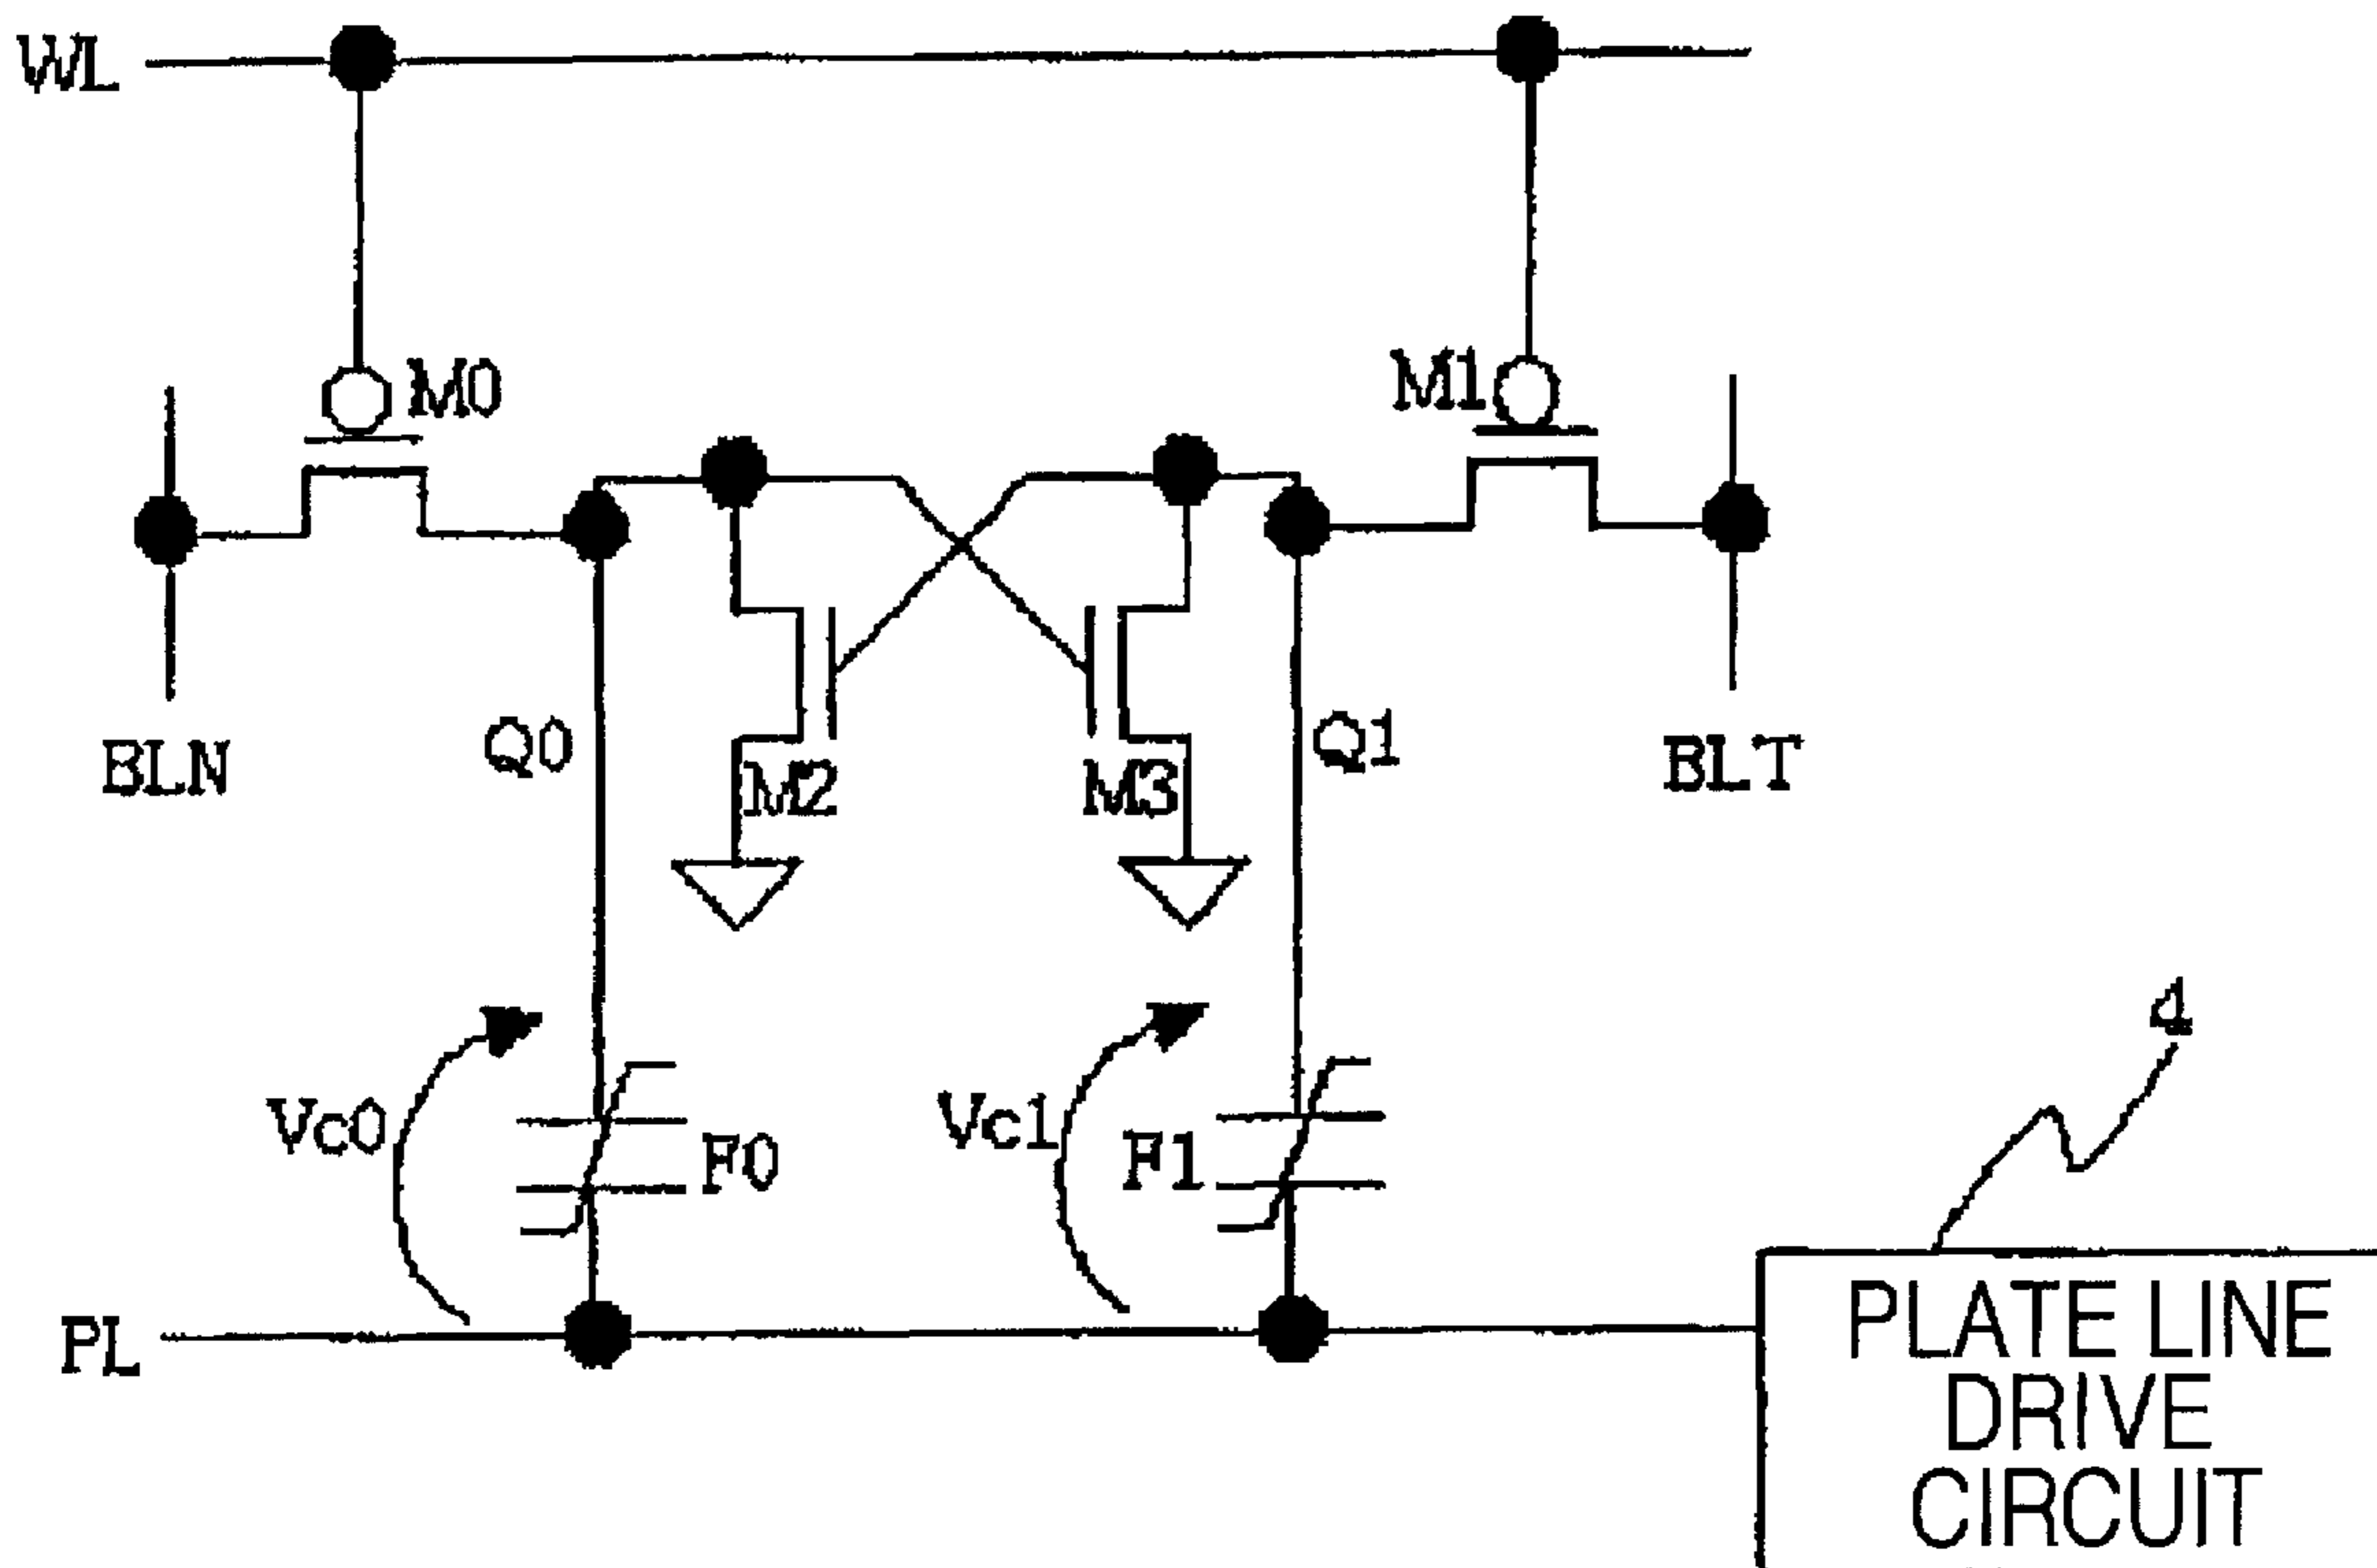 WL
M0
M1
BLN
Q0
M2
M3
Q1
BLT
4
Vc0
F0
Vc1
F1
PL
PLATE LINE
DRIVE
CIRCUIT